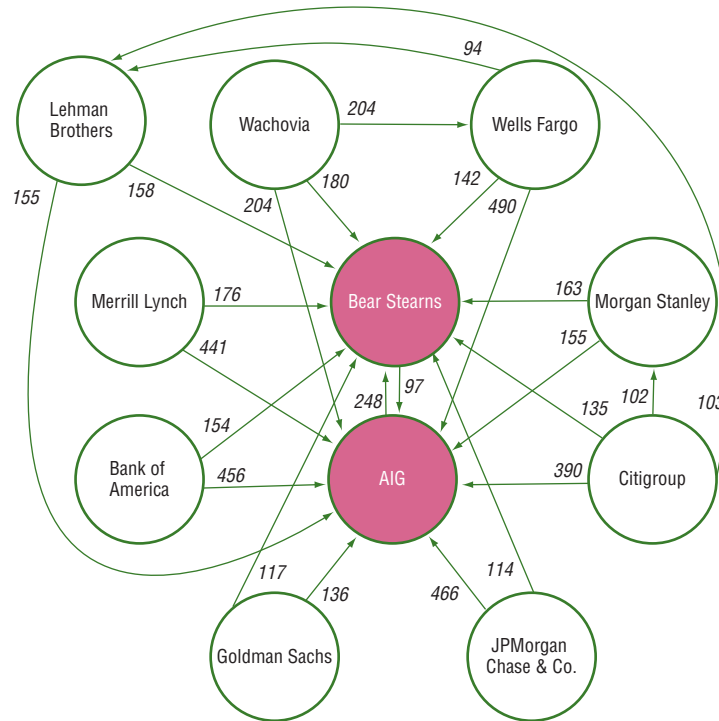 94
Lehman
Brothers
Wachovia
204
Wells Fargo
155
158
180
204
142
490
Merrill Lynch
176
Bear Stearns
163
Morgan Stanley
441
155
97
248
154
135
102
103
Bank of
America
456
AIG
390
Citigroup
117
136
466
114
Goldman Sachs
JPMorgan
Chase & Co.